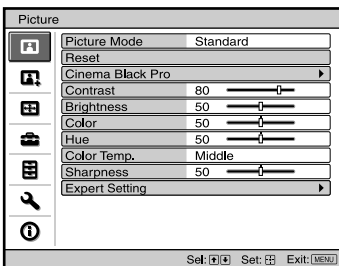 Picture
Picture Mode Standard
Reset
Cinema Black Pro
Contrast 80
Brightness 50
Color 50
Hue 50
Color Temp. Middle
Sharpness 50
Expert Setting
Sel: Set: Exit: MENU